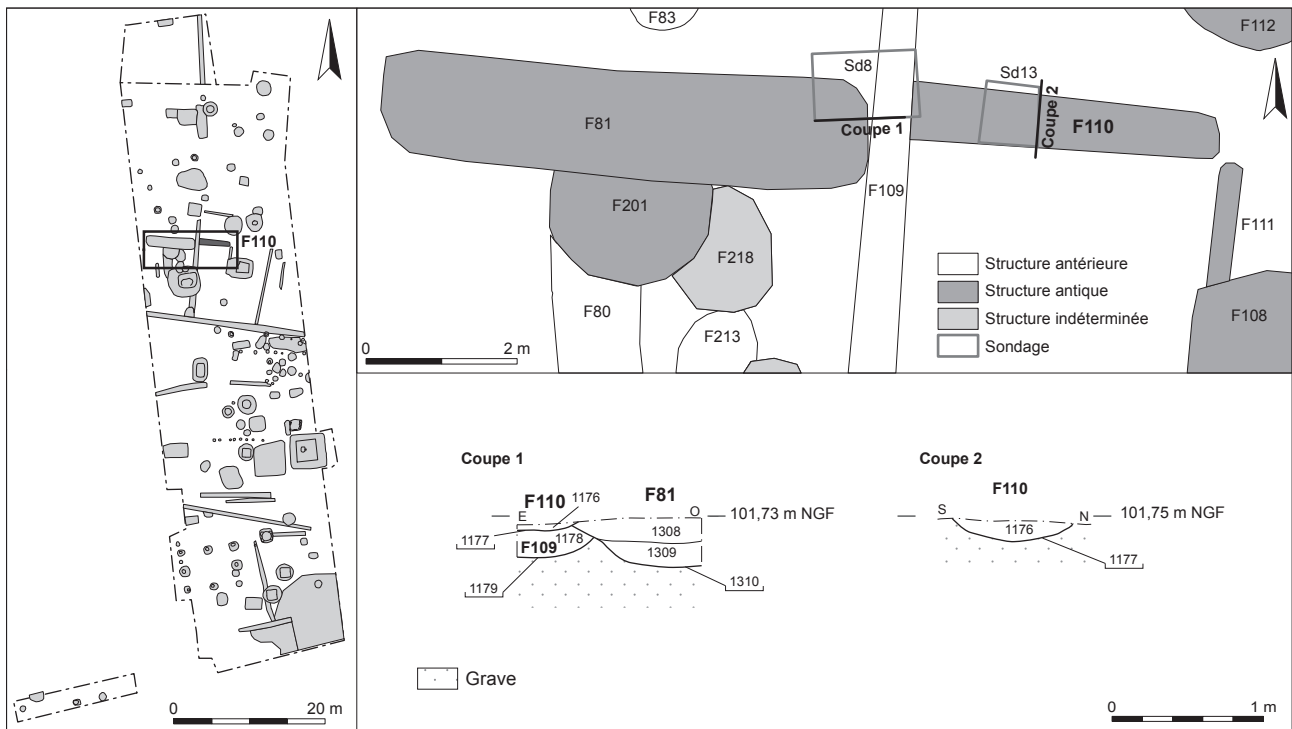 F110
0
20 m
F83
F112
Sd8
Sd13
F81
Coupe 1
Coupe 2
F110
F109
F201
F218
F111
F80
F213
F108
Structure antérieure
Structure antique
Structure indéterminée
Sondage
0
2 m
Coupe 1
F110
1176
F81
E
O
101,73 m NGF
1308
1177
F109
1178
1309
1179
1310
Coupe 2
F110
S
N
101,75 m NGF
1176
1177
Grave
0
1 m